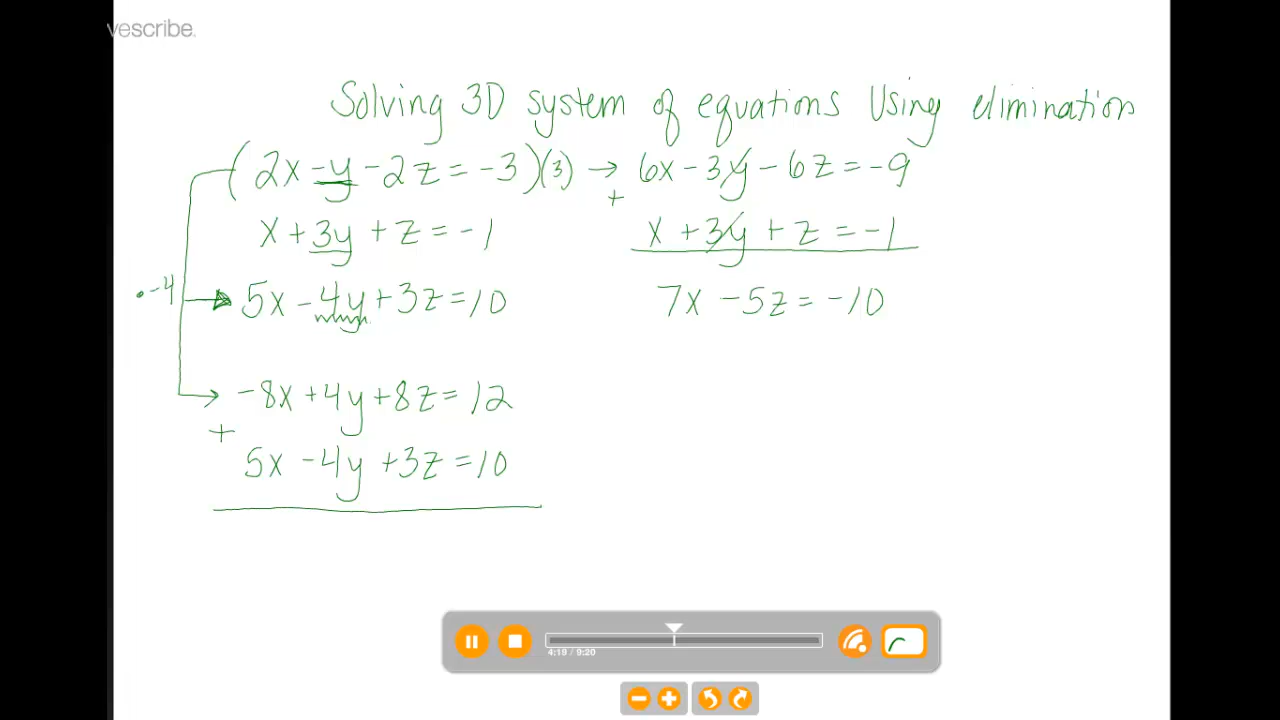 vescribe.
Solving 3D system of equations Using elimination
(2x - y - 2z = -3)(3) → 6x - 3y - 6z = -9
+
x + 3y + z = -1 x + 3y + z = -1
• -4 5x - 4y + 3z = 10 7x - 5z = -10
-8x + 4y + 8z = 12
+
5x - 4y + 3z = 10
4:19 / 9:20